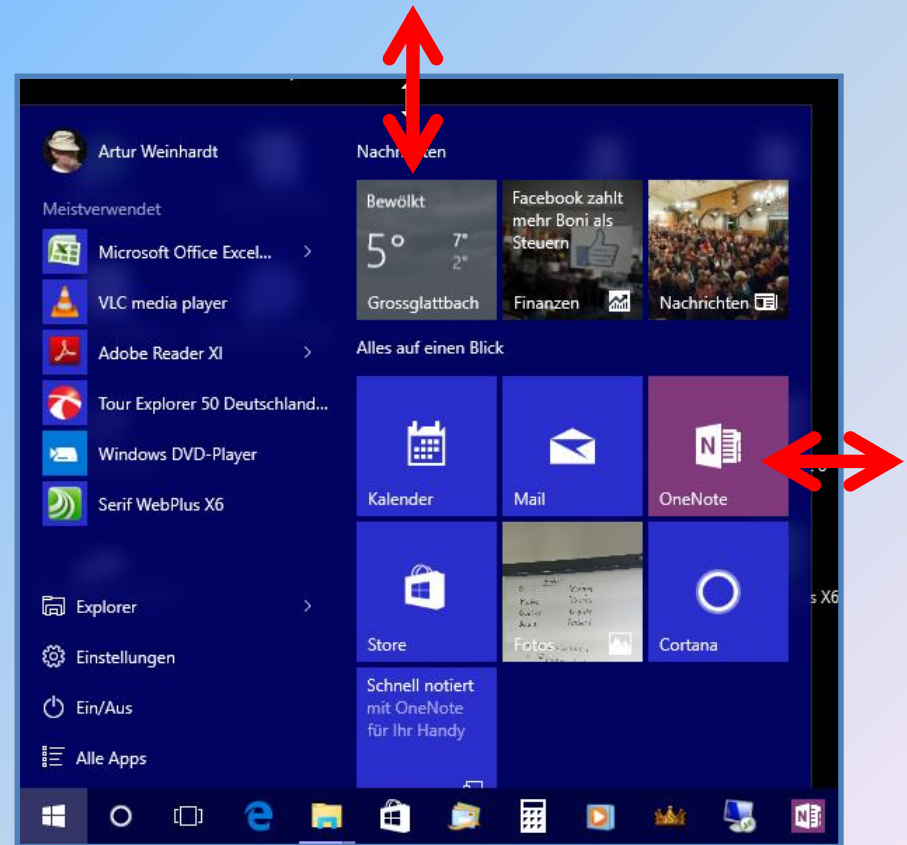 Artur Weinhardt
Meistverwendet
Microsoft Office Excel...
VLC media player
Adobe Reader XI
Tour Explorer 50 Deutschland...
Windows DVD-Player
Serif WebPlus X6
Explorer
Einstellungen
Ein/Aus
Alle Apps
Bewölkt
5°
7°
2°
Grossglattbach
Facebook zahlt
mehr Boni als
Steuern
Finanzen
Nachrichten
Alles auf einen Blick
Kalender
Mail
N
OneNote
Store
Fotos
Cortana
Schnell notiert
mit OneNote
für Ihr Handy
s X6
N